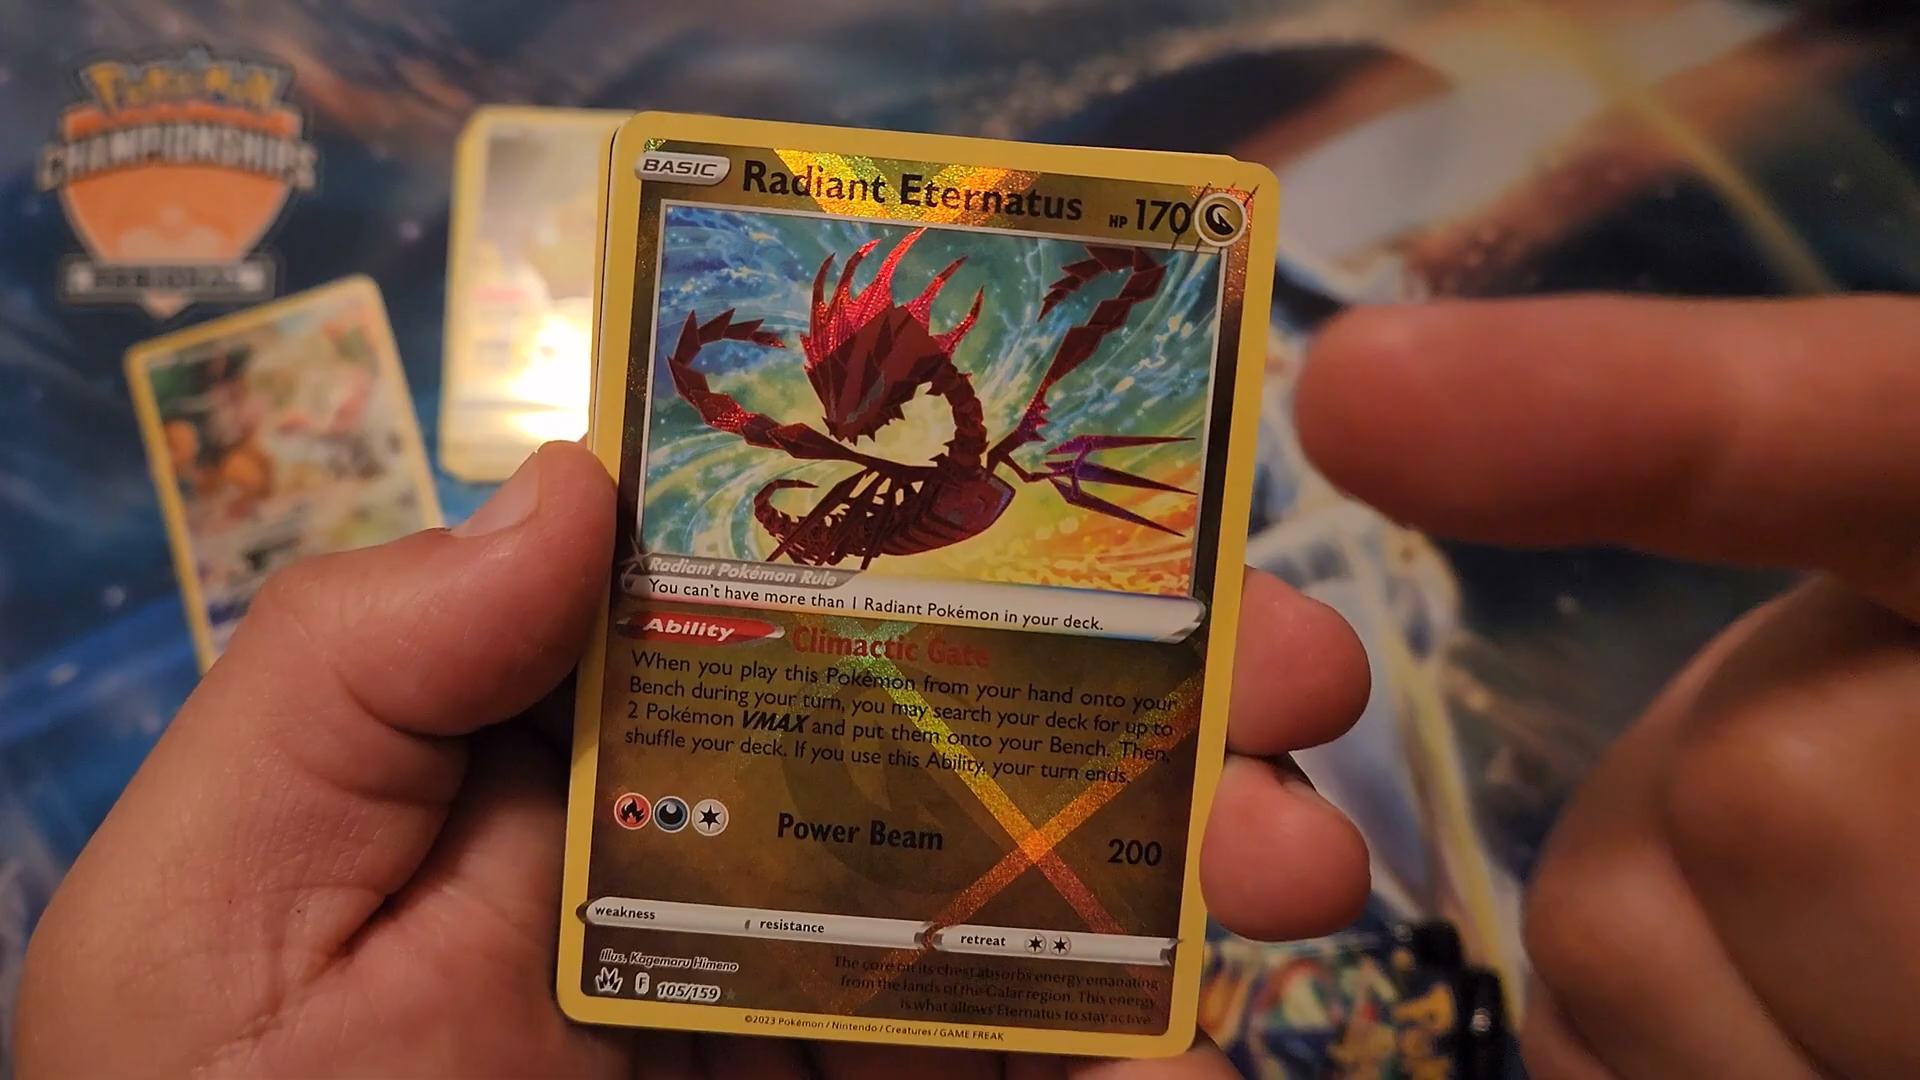 Pokémon
CHAMPIONSHIPS
REGIONAL
BASIC
Radiant Eternatus
HP 170
Radiant Pokémon Rule
You can't have more than 1 Radiant Pokémon in your deck.
Ability Climactic Gate
When you play this Pokémon from your hand onto your
Bench during your turn, you may search your deck for up to
2 Pokémon VMAX and put them onto your Bench. Then,
shuffle your deck. If you use this Ability, your turn ends.
Power Beam 200
weakness resistance retreat
Illus. Kagemaru Himeno
F 105/159
The core on its chest absorbs energy emanating
from the lands of the Galar region. This energy
is what allows Eternatus to stay active.
©2023 Pokémon / Nintendo / Creatures / GAME FREAK